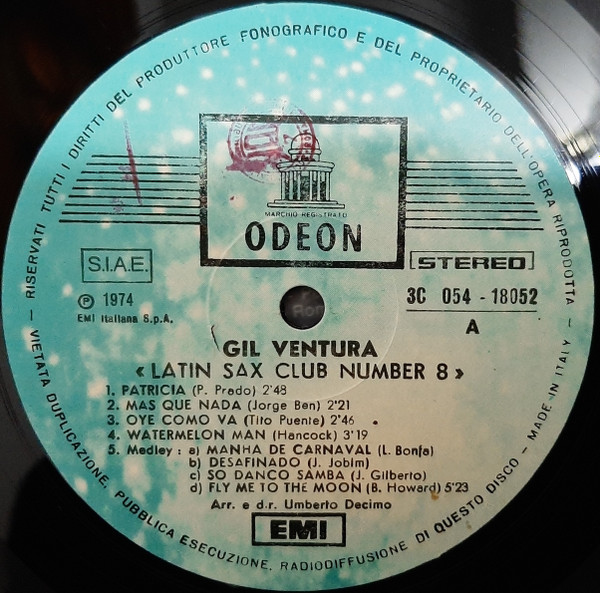 RISERVATI TUTTI I DIRITTI DEL PRODUTTORE FONOGRAFICO E DEL PROPRIETARIO DELL'OPERA RIPRODOTTA
MARCHIO REGISTRATO
ODEON
S.I.A.E.
STEREO
Ⓟ 1974
EMI Italiana S.p.A.
3C 054 - 18052
A
GIL VENTURA
« LATIN SAX CLUB NUMBER 8 »
1. PATRICIA (P. Prado) 2'48
2. MAS QUE NADA (Jorge Ben) 2'21
3. OYE COMO VA (Tito Puente) 2'46
4. WATERMELON MAN (Hancock) 3'19
5. Medley : a) MANHA DE CARNAVAL (L. Bonfa)
b) DESAFINADO (J. Jobim)
c) SO DANCO SAMBA (J. Gilberto)
d) FLY ME TO THE MOON (B. Howard) 5'23
Arr. e d.r. Umberto Decimo
EMI
— VIETATA DUPLICAZIONE, PUBBLICA ESECUZIONE, RADIODIFFUSIONE DI QUESTO DISCO — MADE IN ITALY —